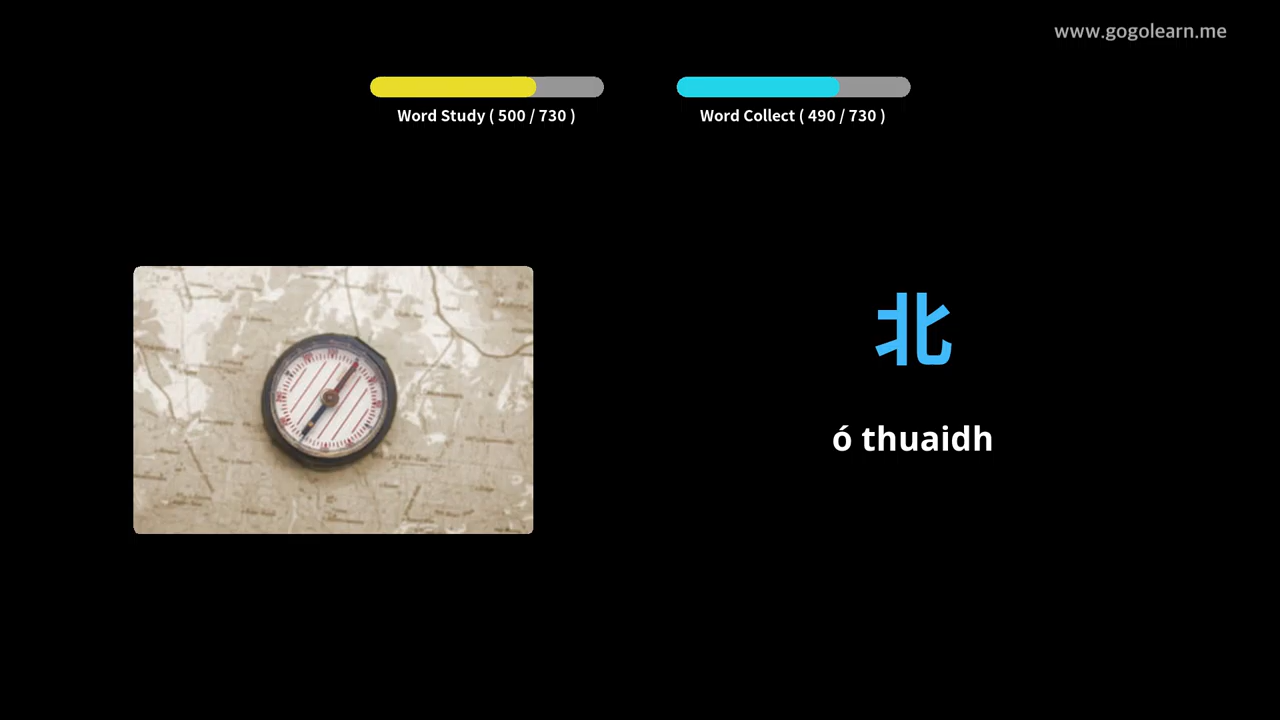 www.gogolearn.me
Word Study ( 500 / 730 )
Word Collect ( 490 / 730 )
北
ó thuaidh